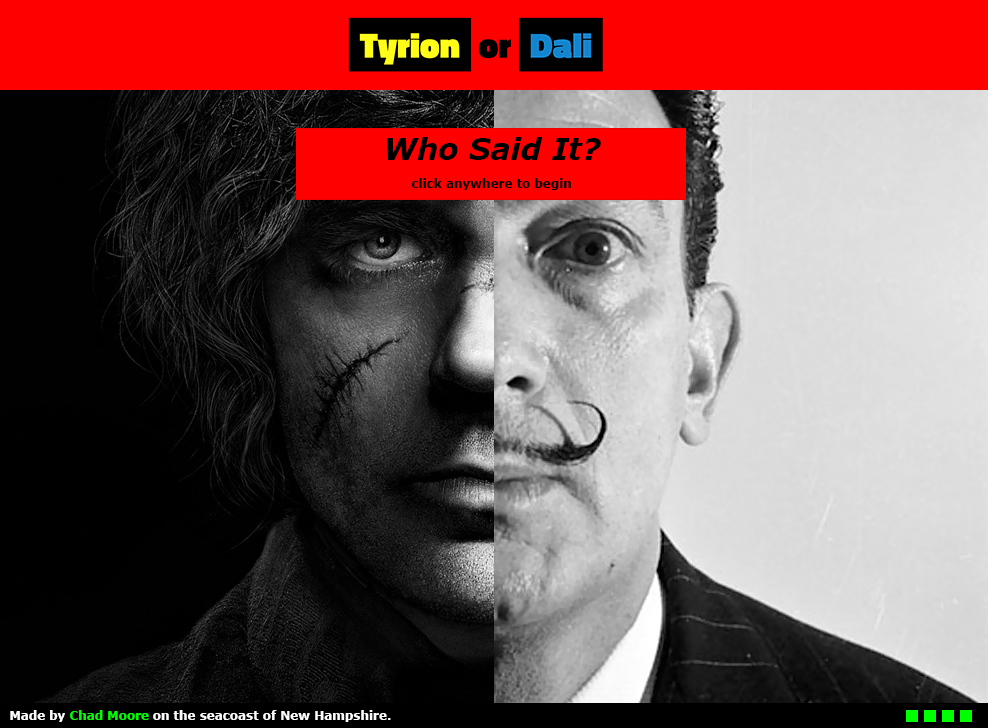 Tyrion or Dali
Who Said It?
click anywhere to begin
Made by Chad Moore on the seacoast of New Hampshire.